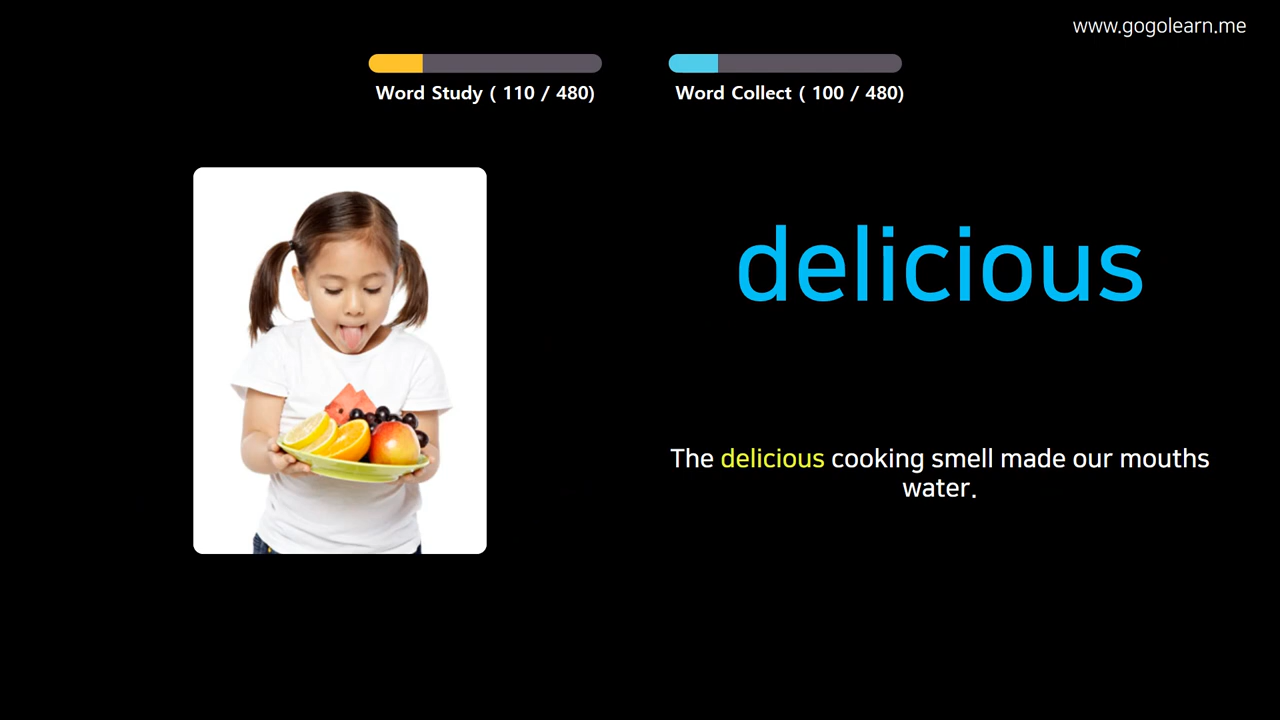 www.gogolearn.me
Word Study ( 110 / 480)
Word Collect ( 100 / 480)
delicious
The delicious cooking smell made our mouths
water.